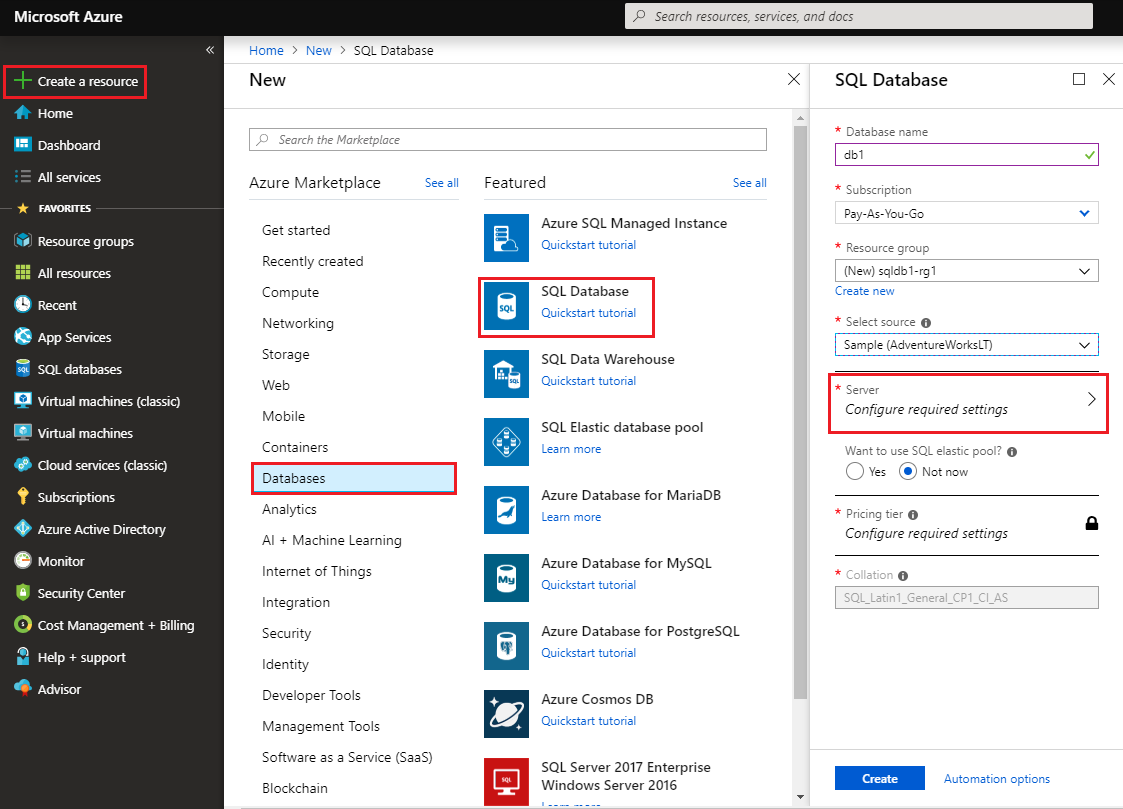 Microsoft Azure
Search resources, services, and docs
«
Create a resource
Home
Dashboard
All services
FAVORITES
Resource groups
All resources
Recent
App Services
SQL databases
Virtual machines (classic)
Virtual machines
Cloud services (classic)
Subscriptions
Azure Active Directory
Monitor
Security Center
Cost Management + Billing
Help + support
Advisor
Home > New > SQL Database
New
Search the Marketplace
Azure Marketplace See all
Get started
Recently created
Compute
Networking
Storage
Web
Mobile
Containers
Databases
Analytics
AI + Machine Learning
Internet of Things
Integration
Security
Identity
Developer Tools
Management Tools
Software as a Service (SaaS)
Blockchain
Featured See all
Azure SQL Managed Instance
Quickstart tutorial
SQL
SQL Database
Quickstart tutorial
SQL
SQL Data Warehouse
Quickstart tutorial
SQL Elastic database pool
Learn more
Azure Database for MariaDB
Learn more
My
Azure Database for MySQL
Quickstart tutorial
Azure Database for PostgreSQL
Quickstart tutorial
Azure Cosmos DB
Quickstart tutorial
SQL
SQL Server 2017 Enterprise
Windows Server 2016
Learn more
SQL Database
* Database name
db1
* Subscription
Pay-As-You-Go
* Resource group
(New) sqldb1-rg1
Create new
* Select source
Sample (AdventureWorksLT)
* Server
Configure required settings
Want to use SQL elastic pool?
Yes Not now
* Pricing tier
Configure required settings
* Collation
SQL_Latin1_General_CP1_CI_AS
Create Automation options